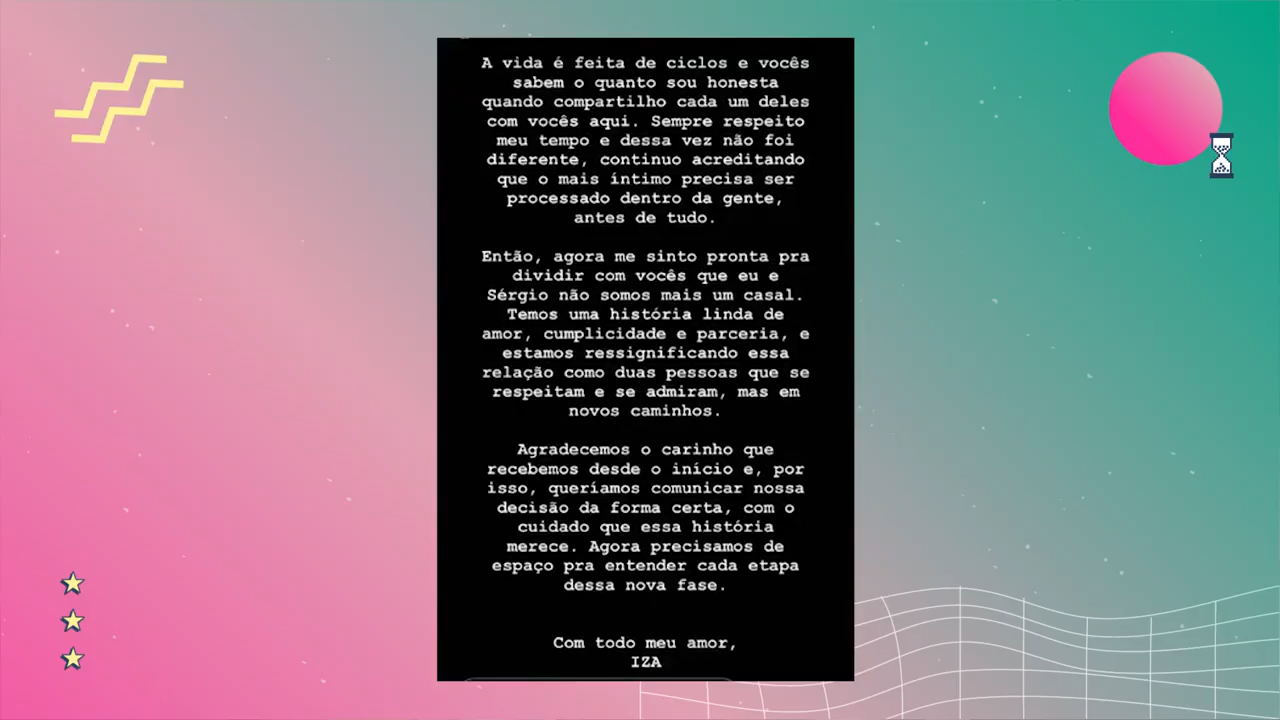 A vida é feita de ciclos e vocês
sabem o quanto sou honesta
quando compartilho cada um deles
com vocês aqui. Sempre respeito
meu tempo e dessa vez não foi
diferente, continuo acreditando
que o mais íntimo precisa ser
processado dentro da gente,
antes de tudo.
Então, agora me sinto pronta pra
dividir com vocês que eu e
Sérgio não somos mais um casal.
Temos uma história linda de
amor, cumplicidade e parceria, e
estamos ressignificando essa
relação como duas pessoas que se
respeitam e se admiram, mas em
novos caminhos.
Agradecemos o carinho que
recebemos desde o início e, por
isso, queríamos comunicar nossa
decisão da forma certa, com o
cuidado que essa história
merece. Agora precisamos de
espaço pra entender cada etapa
dessa nova fase.
Com todo meu amor,
IZA